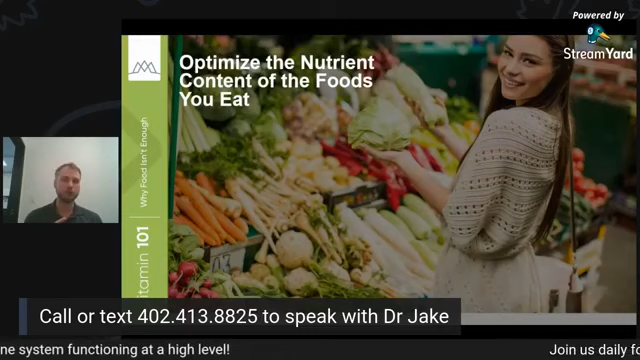 Powered by
StreamYard
Optimize the Nutrient
Content of the Foods
You Eat
Why Food Isn't Enough
itamin 101
Call or text 402.413.8825 to speak with Dr Jake
ne system functioning at a high level!
Join us daily fo